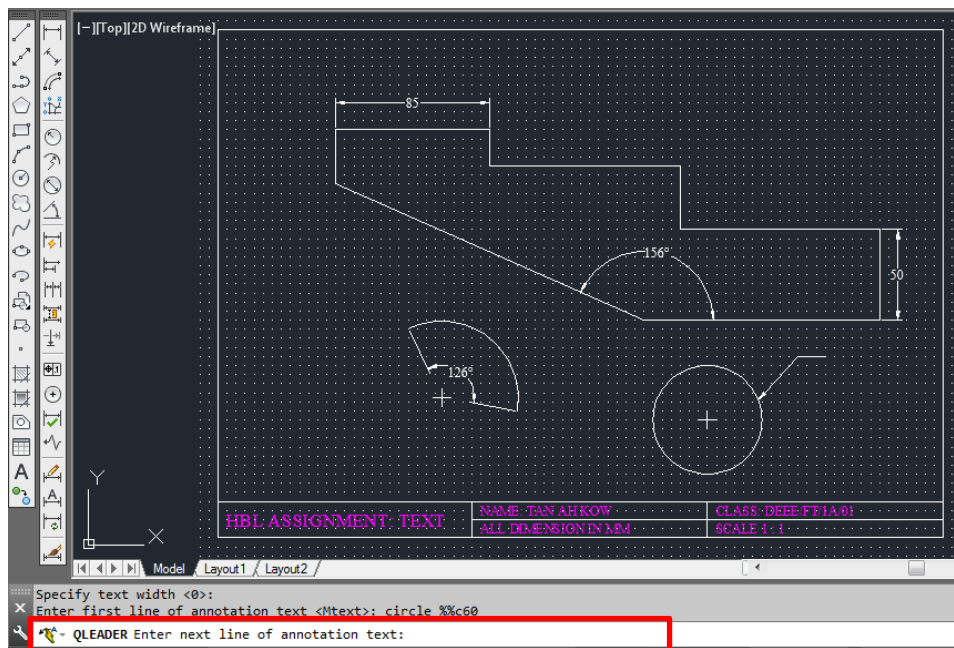 [−][Top][2D Wireframe]
85
156°
50
126°
Y
X
HBL ASSIGNMENT: TEXT
NAME: TAN AH KOW
ALL DIMENSION IN MM
CLASS: DEEE/FT/1A/01
SCALE 1 : 1
Model Layout1 Layout2
Specify text width <0>:
Enter first line of annotation text <Mtext>: circle %%c60
QLEADER Enter next line of annotation text: